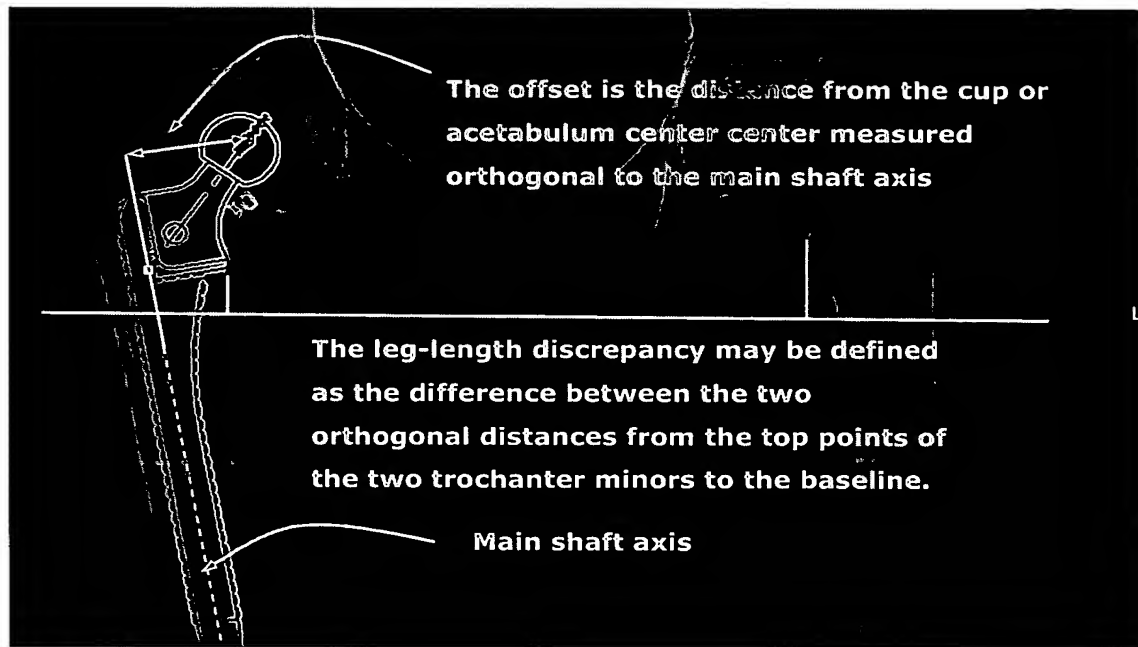 The offset is the distance from the cup or
acetabulum center center measured
orthogonal to the main shaft axis
L
The leg-length discrepancy may be defined
as the difference between the two
orthogonal distances from the top points of
the two trochanter minors to the baseline.
Main shaft axis